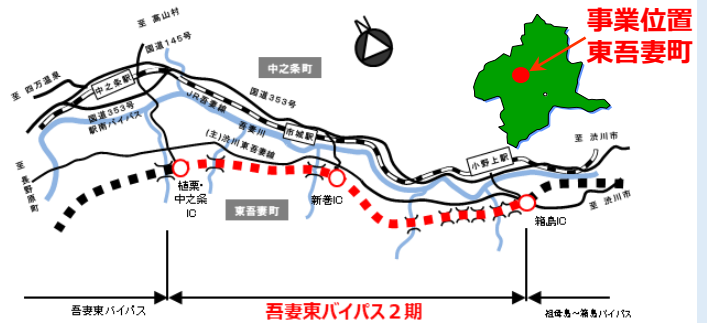 至 高山村
国道145号
事業位置
東吾妻町
中之条町
至 四万温泉
中之条駅
国道353号
国道353号
駅南バイパス
JR吾妻線
吾妻川
市城駅
(主)渋川東吾妻線
小野上駅
至 渋川市
至 長野原町
植栗・
中之条
IC
新巻IC
東吾妻町
箱島IC
至 渋川市
吾妻東バイパス
吾妻東バイパス2期
祖母島~箱島バイパス